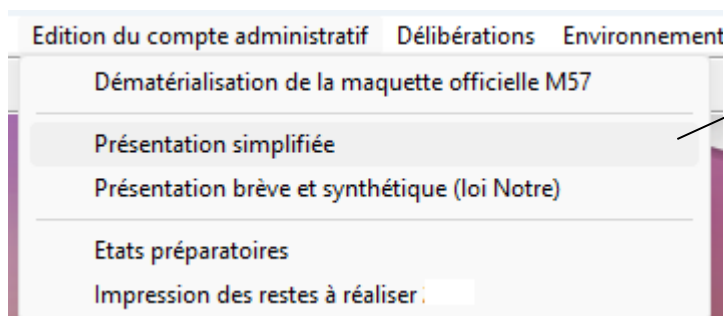 Edition du compte administratif Délibérations Environnement
Dématérialisation de la maquette officielle M57
Présentation simplifiée
Présentation brève et synthétique (loi Notre)
Etats préparatoires
Impression des restes à réaliser